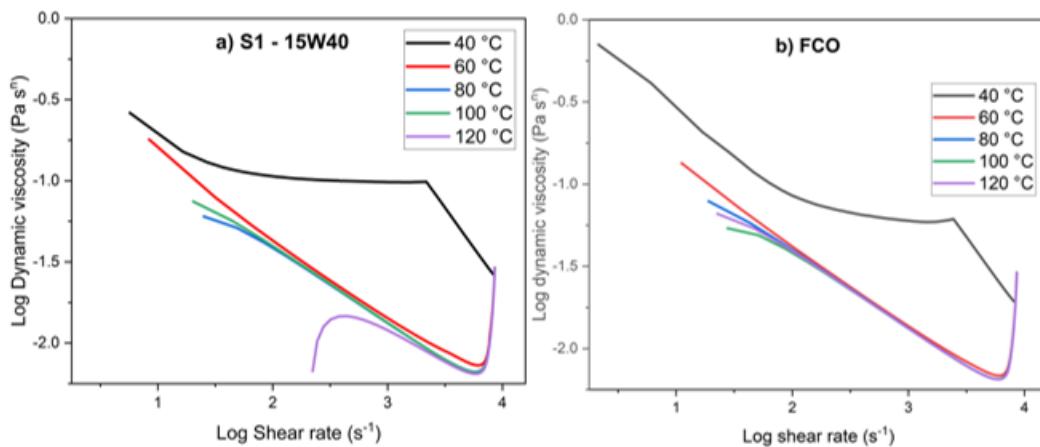 a) S1 - 15W40
40 °C
60 °C
80 °C
100 °C
120 °C
0.0
-0.5
-1.0
-1.5
-2.0
Log Dynamic viscosity (Pa sⁿ)
1
2
3
4
Log Shear rate (s⁻¹)
b) FCO
40 °C
60 °C
80 °C
100 °C
120 °C
0.0
-0.5
-1.0
-1.5
-2.0
Log dynamic viscosity (Pa sⁿ)
1
2
3
4
Log shear rate (s⁻¹)